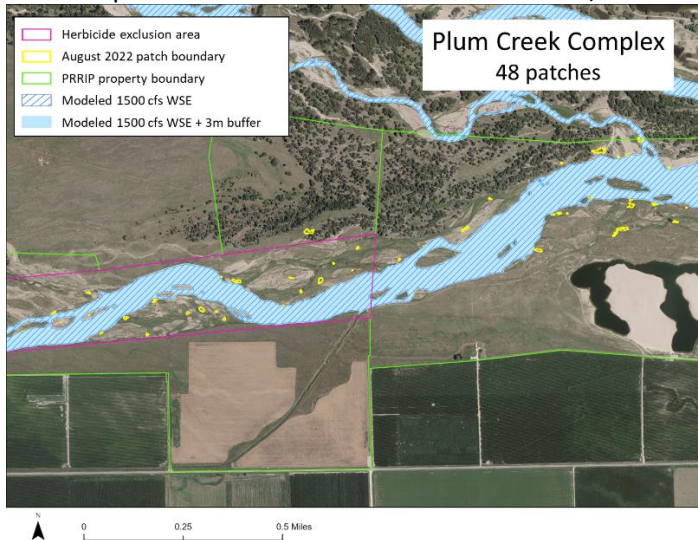 Herbicide exclusion area
August 2022 patch boundary
PRRIP property boundary
Modeled 1500 cfs WSE
Modeled 1500 cfs WSE + 3m buffer
Plum Creek Complex
48 patches
N
0 0.25 0.5 Miles